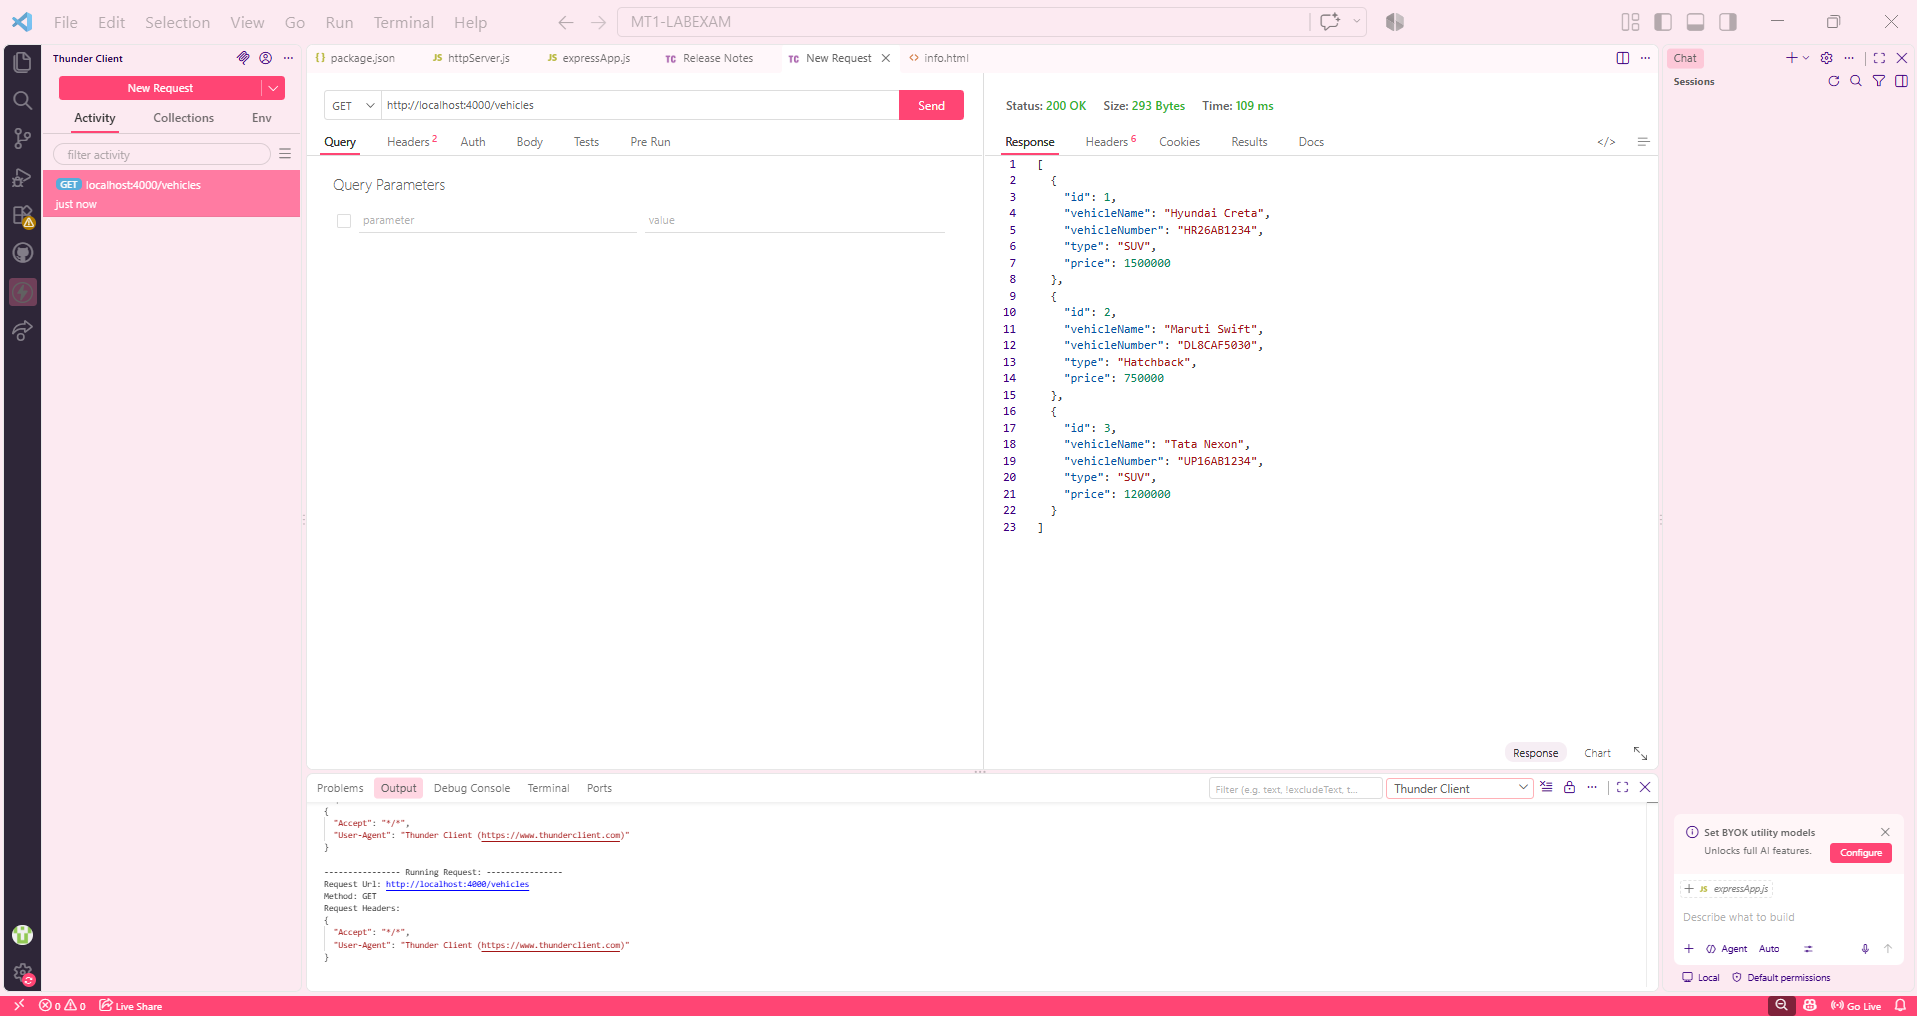 File Edit Selection View Go Run Terminal Help
MT1-LABEXAM
Thunder Client
New Request
Activity Collections Env
filter activity
GET localhost:4000/vehicles
just now
package.json
JS httpServer.js
JS expressApp.js
TC Release Notes
TC New Request
<> info.html
GET http://localhost:4000/vehicles Send
Query Headers 2 Auth Body Tests Pre Run
Query Parameters
parameter value
Status: 200 OK Size: 293 Bytes Time: 109 ms
Response Headers 6 Cookies Results Docs
1 [
2 {
3 "id": 1,
4 "vehicleName": "Hyundai Creta",
5 "vehicleNumber": "HR26AB1234",
6 "type": "SUV",
7 "price": 1500000
8 },
9 {
10 "id": 2,
11 "vehicleName": "Maruti Swift",
12 "vehicleNumber": "DL8CAF5030",
13 "type": "Hatchback",
14 "price": 750000
15 },
16 {
17 "id": 3,
18 "vehicleName": "Tata Nexon",
19 "vehicleNumber": "UP16AB1234",
20 "type": "SUV",
21 "price": 1200000
22 }
23 ]
Response Chart
Problems Output Debug Console Terminal Ports
Filter (e.g. text, !excludeText, t...
Thunder Client
{
"Accept": "*/*",
"User-Agent": "Thunder Client (https://www.thunderclient.com)"
}
---------------- Running Request: ----------------
Request Url: http://localhost:4000/vehicles
Method: GET
Request Headers:
{
"Accept": "*/*",
"User-Agent": "Thunder Client (https://www.thunderclient.com)"
}
Chat
Sessions
Set BYOK utility models
Unlocks full AI features.
Configure
JS expressApp.js
Describe what to build
Agent Auto
Local Default permissions
0 0 Live Share
Go Live